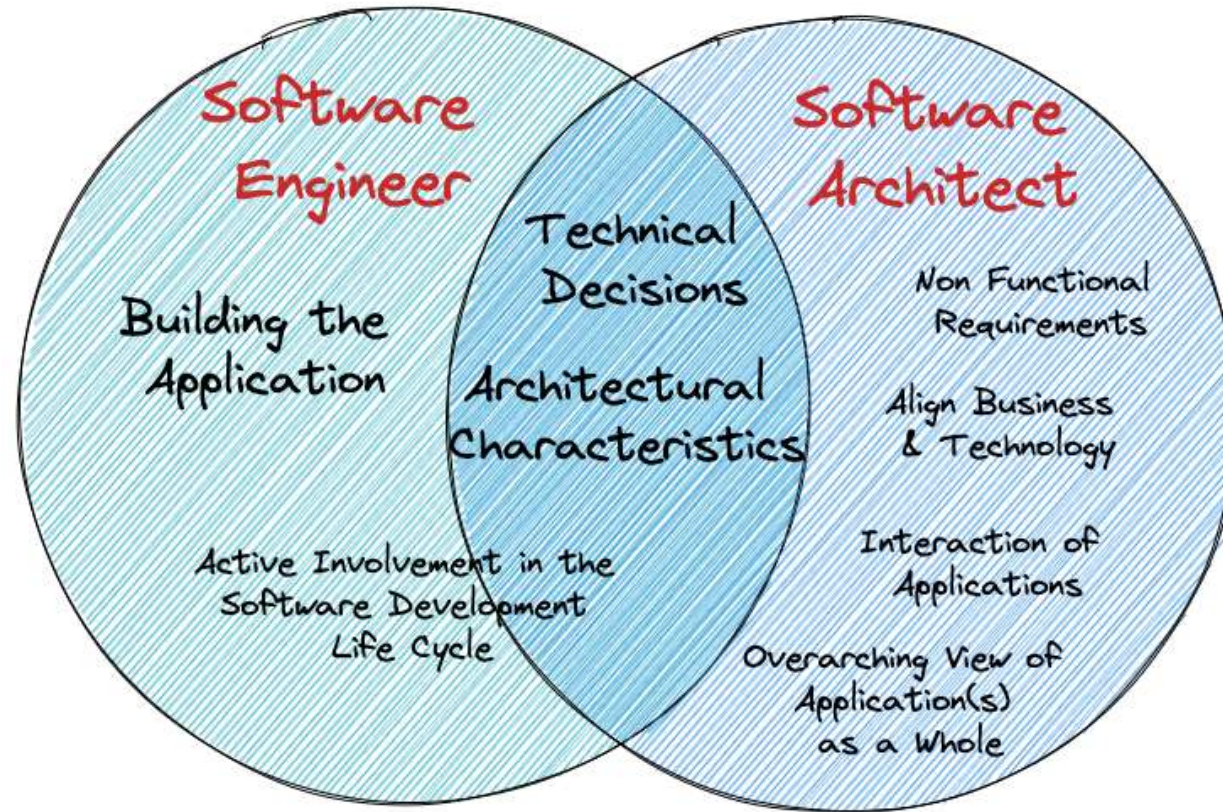 Software
Engineer
Building the
Application
Active Involvement in the
Software Development
Life Cycle
Technical
Decisions
Architectural
Characteristics
Software
Architect
Non Functional
Requirements
Align Business
& Technology
Interaction of
Applications
Overarching View of
Application(s)
as a Whole